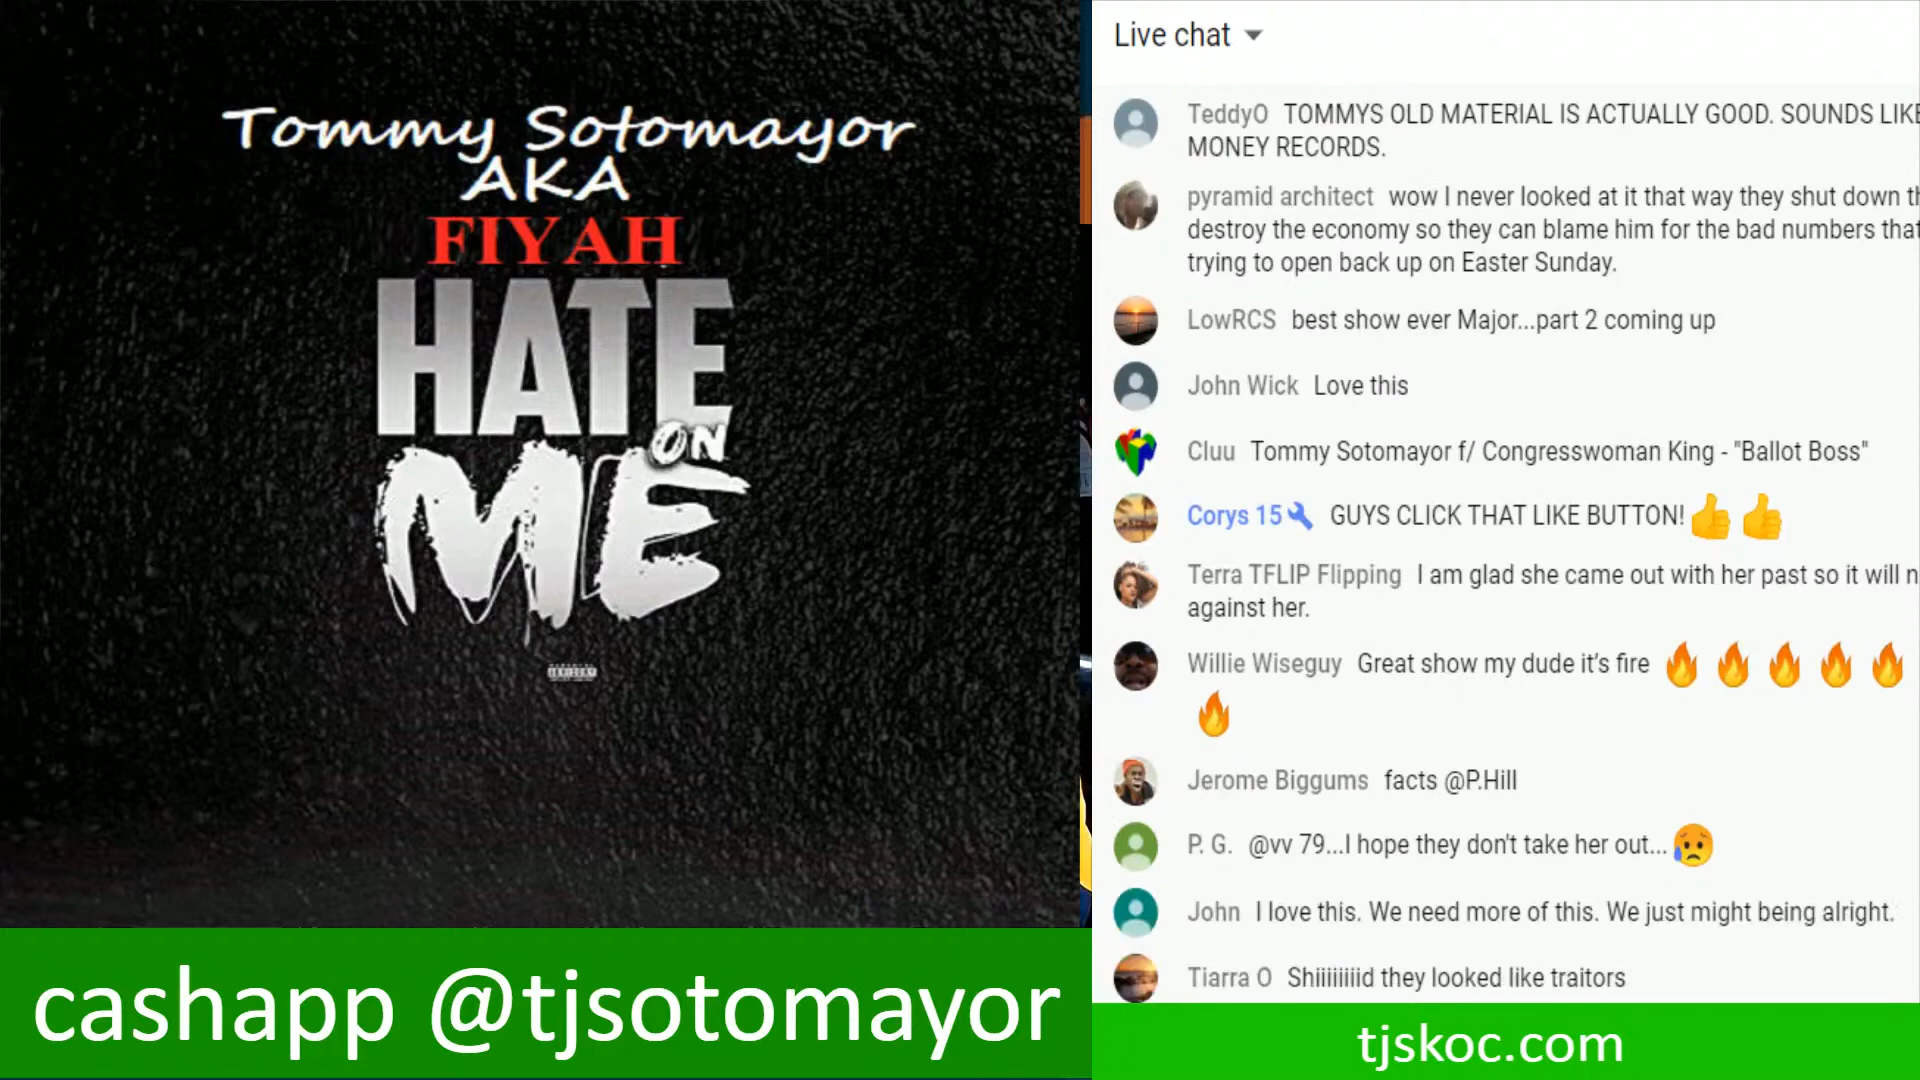 Tommy Sotomayor
AKA
FIYAH
HATE
ON
ME
ADVISORY
cashapp @tjsotomayor
Live chat
TeddyO TOMMYS OLD MATERIAL IS ACTUALLY GOOD. SOUNDS LIKE
MONEY RECORDS.
pyramid architect wow I never looked at it that way they shut down th
destroy the economy so they can blame him for the bad numbers that
trying to open back up on Easter Sunday.
LowRCS best show ever Major...part 2 coming up
John Wick Love this
Cluu Tommy Sotomayor f/ Congresswoman King - "Ballot Boss"
Corys 15 GUYS CLICK THAT LIKE BUTTON!
Terra TFLIP Flipping I am glad she came out with her past so it will n
against her.
Willie Wiseguy Great show my dude it’s fire
Jerome Biggums facts @P.Hill
P. G. @vv 79...I hope they don't take her out...
John I love this. We need more of this. We just might being alright.
Tiarra O Shiiiiiiiid they looked like traitors
tjskoc.com